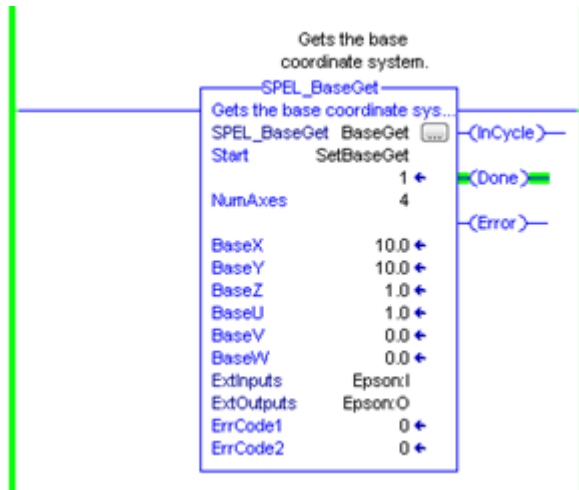 Gets the base
coordinate system.
SPEL_BaseGet
Gets the base coordinate sys...
SPEL_BaseGet BaseGet ... (InCycle)
Start SetBaseGet
1 (Done)
NumAxes 4
(Error)
BaseX 10.0
BaseY 10.0
BaseZ 1.0
BaseU 1.0
BaseV 0.0
BaseW 0.0
ExtInputs Epson:I
ExtOutputs Epson:O
ErrCode1 0
ErrCode2 0